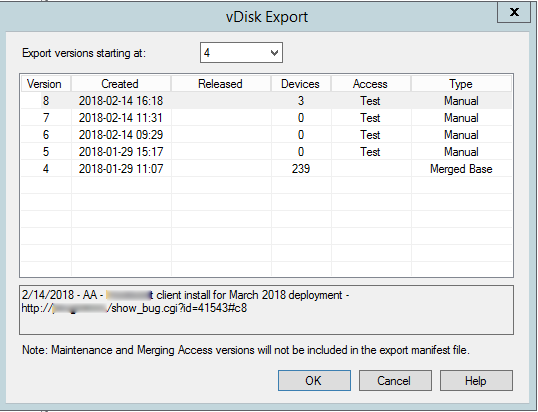 vDisk Export
x
Export versions starting at: 4
Version Created Released Devices Access Type
8 2018-02-14 16:18 3 Test Manual
7 2018-02-14 11:31 0 Test Manual
6 2018-02-14 09:29 0 Test Manual
5 2018-01-29 15:17 0 Test Manual
4 2018-01-29 11:07 239 Merged Base
2/14/2018 - AA - client install for March 2018 deployment -
http:// /show_bug.cgi?id=41543#c8
Note: Maintenance and Merging Access versions will not be included in the export manifest file.
OK Cancel Help